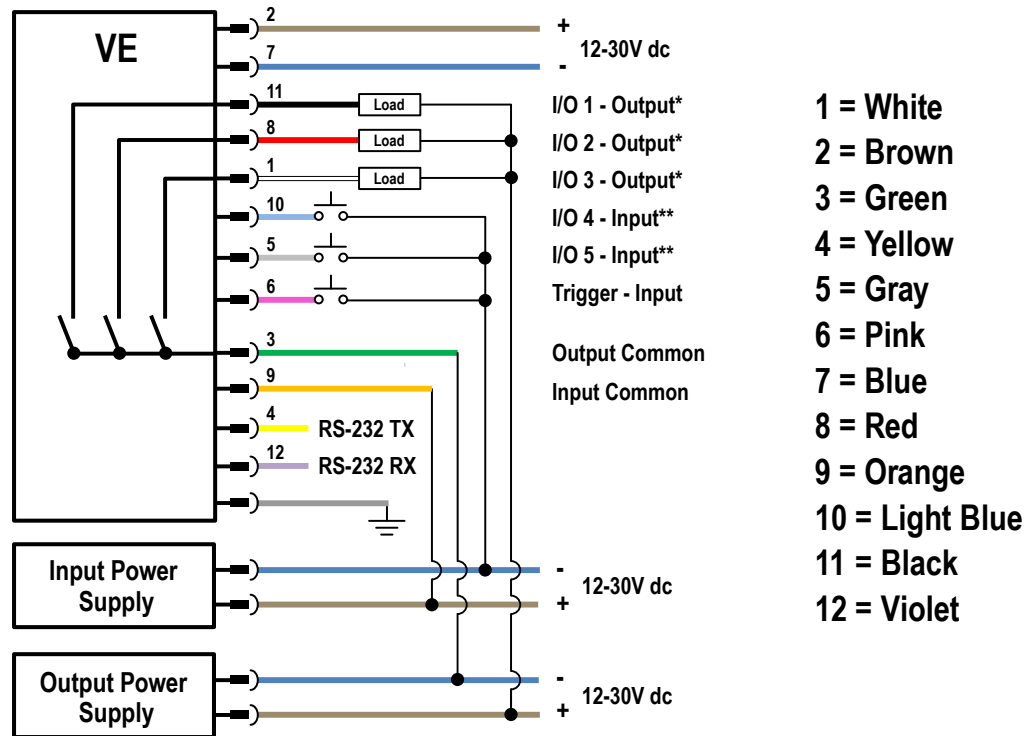 VE
2
+
12-30V dc
7
-
11
Load
I/O 1 - Output*
8
Load
I/O 2 - Output*
1
Load
I/O 3 - Output*
10
I/O 4 - Input**
5
I/O 5 - Input**
6
Trigger - Input
3
Output Common
9
Input Common
4
RS-232 TX
12
RS-232 RX
Input Power
Supply
-
12-30V dc
+
Output Power
Supply
-
12-30V dc
+
1 = White
2 = Brown
3 = Green
4 = Yellow
5 = Gray
6 = Pink
7 = Blue
8 = Red
9 = Orange
10 = Light Blue
11 = Black
12 = Violet